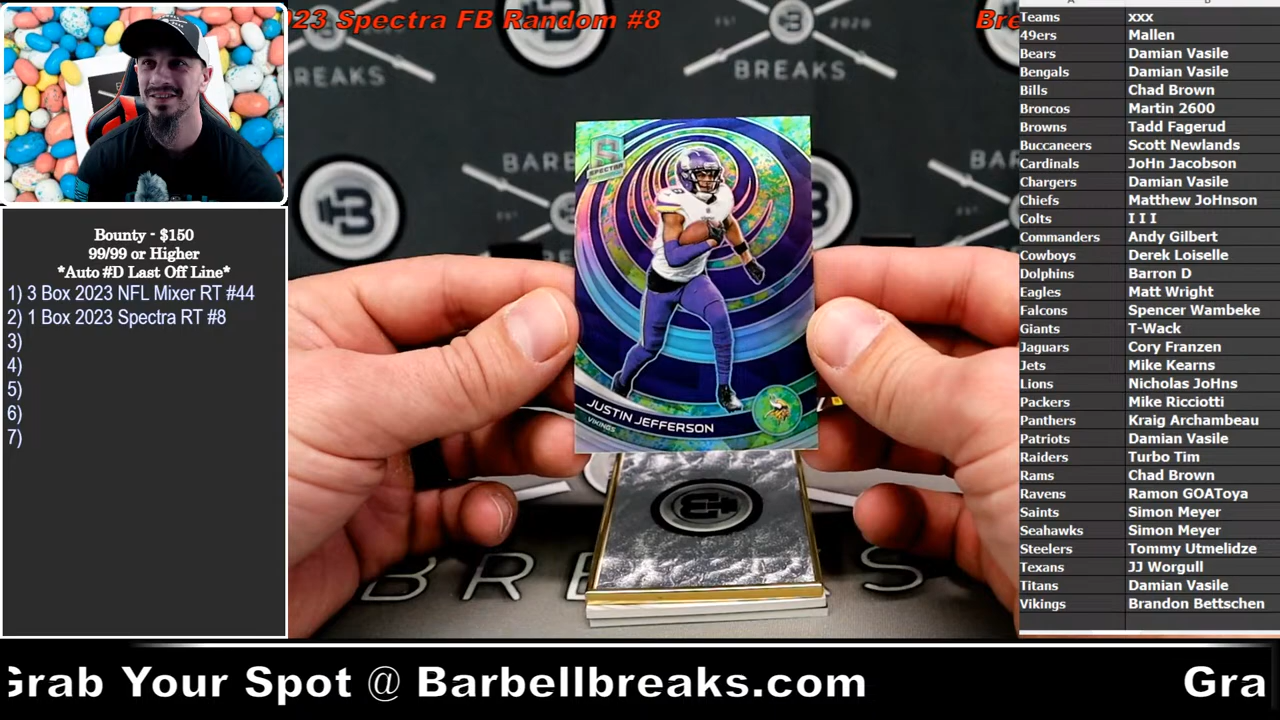 2023 Spectra FB Random #8
Bre
EST 2020
BREAKS
EST 2020
BREAKS
BARB
Bounty - $150
99/99 or Higher
*Auto #D Last Off Line*
1) 3 Box 2023 NFL Mixer RT #44
2) 1 Box 2023 Spectra RT #8
3)
4)
5)
6)
7)
SPECTRA
JUSTIN JEFFERSON
VIKINGS
BRE S
Teams xxx
49ers Mallen
Bears Damian Vasile
Bengals Damian Vasile
Bills Chad Brown
Broncos Martin 2600
Browns Tadd Fagerud
Buccaneers Scott Newlands
Cardinals JoHn Jacobson
Chargers Damian Vasile
Chiefs Matthew JoHnson
Colts I I I
Commanders Andy Gilbert
Cowboys Derek Loiselle
Dolphins Barron D
Eagles Matt Wright
Falcons Spencer Wambeke
Giants T-Wack
Jaguars Cory Franzen
Jets Mike Kearns
Lions Nicholas JoHns
Packers Mike Ricciotti
Panthers Kraig Archambeau
Patriots Damian Vasile
Raiders Turbo Tim
Rams Chad Brown
Ravens Ramon GOAToya
Saints Simon Meyer
Seahawks Simon Meyer
Steelers Tommy Utmelidze
Texans JJ Worgull
Titans Damian Vasile
Vikings Brandon Bettschen
Grab Your Spot @ Barbellbreaks.com
Gra